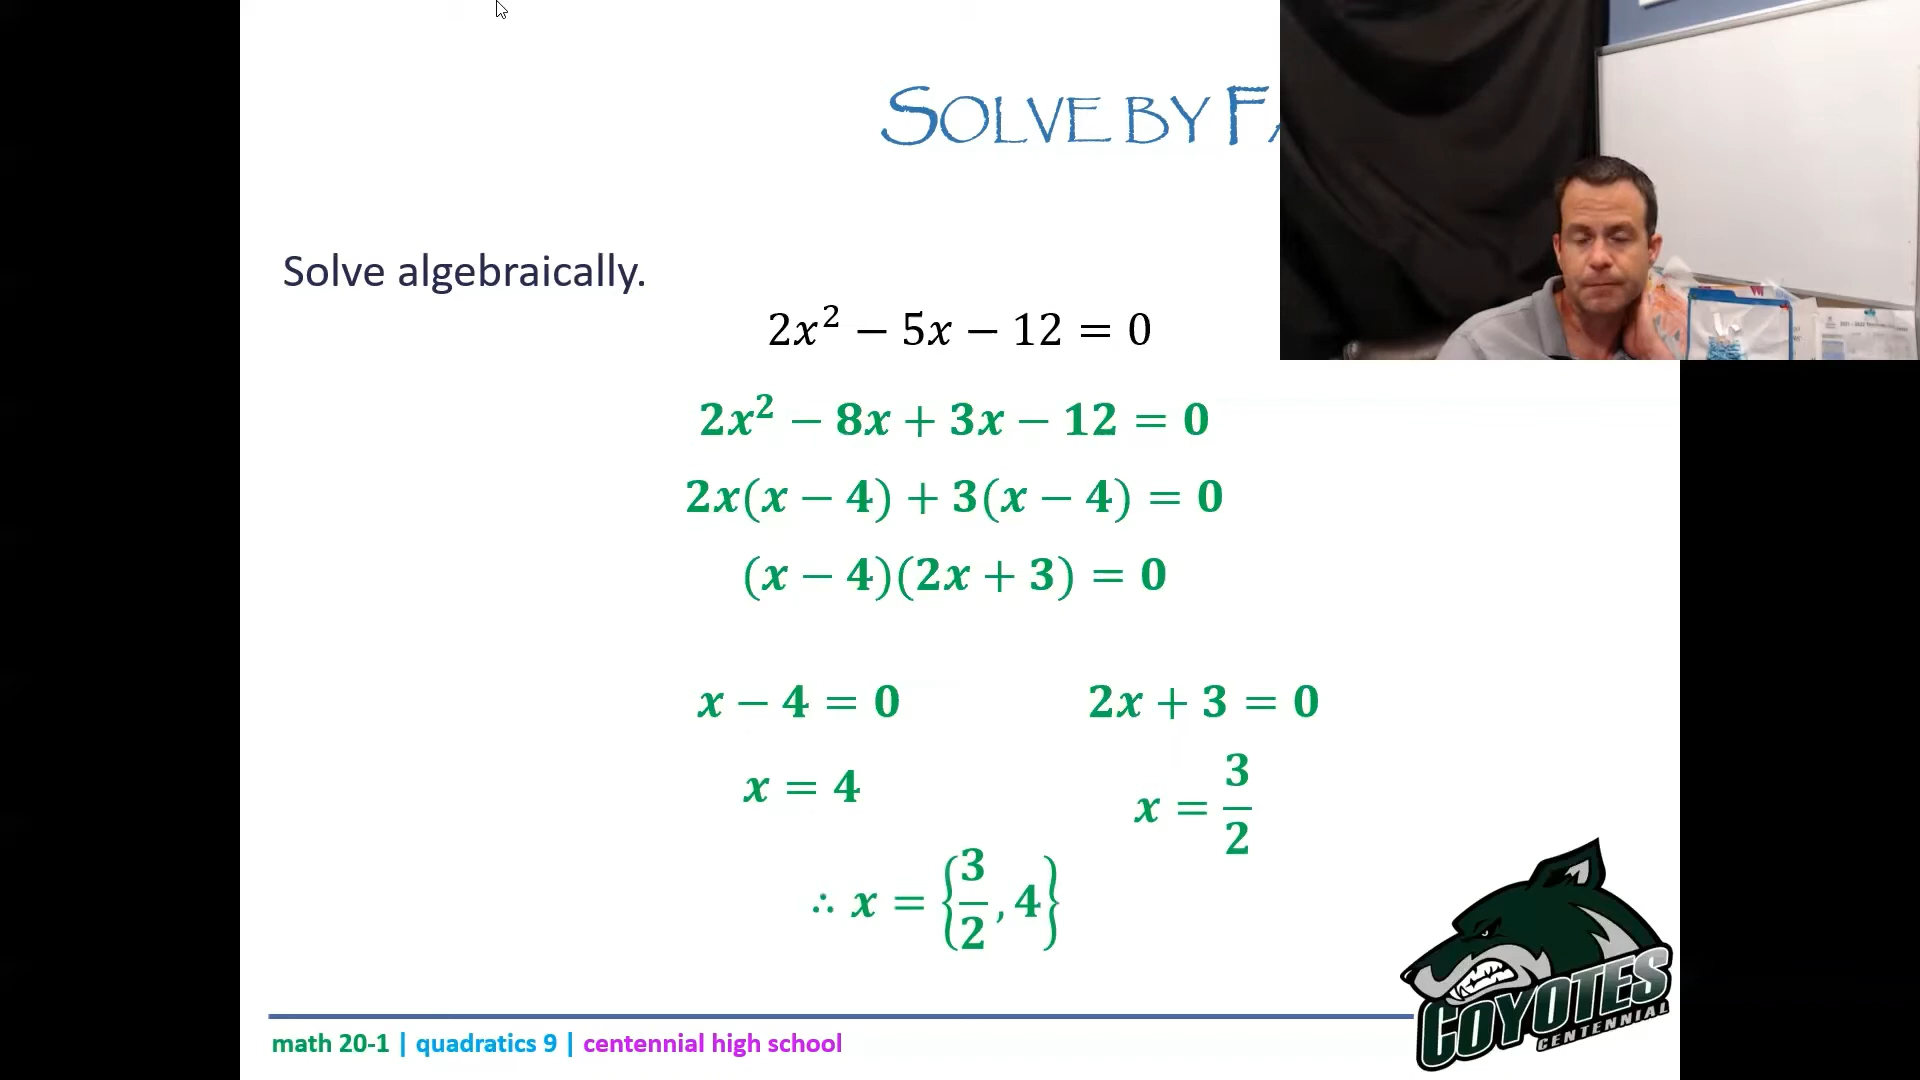 SOLVE BY FA
Solve algebraically.
2x² − 5x − 12 = 0
2x² − 8x + 3x − 12 = 0
2x(x − 4) + 3(x − 4) = 0
(x − 4)(2x + 3) = 0
x − 4 = 0 2x + 3 = 0
x = 4 x = 3/2
∴ x = {3/2, 4}
COYOTES
CENTENNIAL
math 20-1 | quadratics 9 | centennial high school